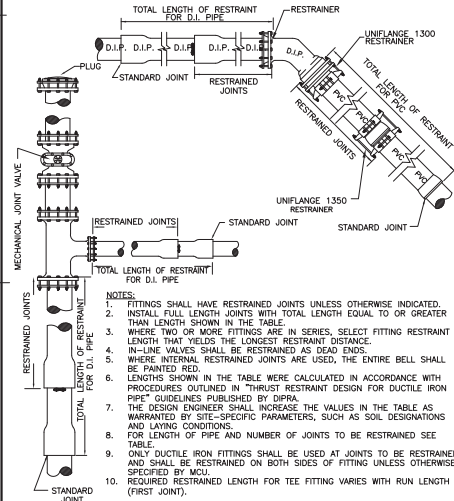 TOTAL LENGTH OF RESTRAINT
FOR D.I. PIPE
RESTRAINER
UNIFLANGE 1300
RESTRAINER
D.I.P. D.I.P. D.I.P. D.I.P. D.I.P.
D.I.P.
PLUG
STANDARD JOINT
RESTRAINED
JOINTS
TOTAL LENGTH OF RESTRAINT
FOR PVC
PVC
PVC
PVC
PVC
RESTRAINED JOINTS
UNIFLANGE 1350
RESTRAINER
STANDARD JOINT
MECHANICAL JOINT VALVE
RESTRAINED JOINTS
STANDARD JOINT
TOTAL LENGTH OF RESTRAINT
FOR D.I. PIPE
RESTRAINED JOINTS
TOTAL LENGTH OF RESTRAINT
FOR D.I. PIPE
STANDARD
JOINT
NOTES:
1. FITTINGS SHALL HAVE RESTRAINED JOINTS UNLESS OTHERWISE INDICATED.
2. INSTALL FULL LENGTH JOINTS WITH TOTAL LENGTH EQUAL TO OR GREATER
THAN LENGTH SHOWN IN THE TABLE.
3. WHERE TWO OR MORE FITTINGS ARE IN SERIES, SELECT FITTING RESTRAINT
LENGTH THAT YIELDS THE LONGEST RESTRAINT DISTANCE.
4. IN-LINE VALVES SHALL BE RESTRAINED AS DEAD ENDS.
5. WHERE INTERNAL RESTRAINED JOINTS ARE USED, THE ENTIRE BELL SHALL
BE PAINTED RED.
6. LENGTHS SHOWN IN THE TABLE WERE CALCULATED IN ACCORDANCE WITH
PROCEDURES OUTLINED IN "THRUST RESTRAINT DESIGN FOR DUCTILE IRON
PIPE" GUIDELINES PUBLISHED BY DIPRA.
7. THE DESIGN ENGINEER SHALL INCREASE THE VALUES IN THE TABLE AS
WARRANTED BY SITE-SPECIFIC PARAMETERS, SUCH AS SOIL DESIGNATIONS
AND LAYING CONDITIONS.
8. FOR LENGTH OF PIPE AND NUMBER OF JOINTS TO BE RESTRAINED SEE
TABLE.
9. ONLY DUCTILE IRON FITTINGS SHALL BE USED AT JOINTS TO BE RESTRAINED
AND SHALL BE RESTRAINED ON BOTH SIDES OF FITTING UNLESS OTHERWISE
SPECIFIED BY MCU.
10. REQUIRED RESTRAINED LENGTH FOR TEE FITTING VARIES WITH RUN LENGTH
(FIRST JOINT).